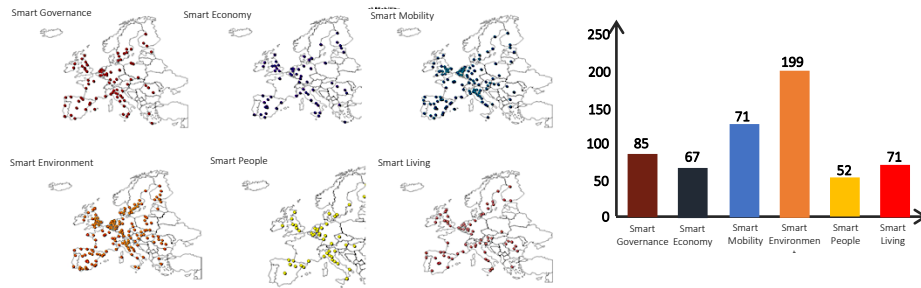 Smart Governance
Smart Economy
Smart Mobility
Smart Environment
Smart People
Smart Living
250
200
150
100
50
0
85
67
71
199
52
71
Smart Governance
Smart Economy
Smart Mobility
Smart Environmen
Smart People
Smart Living